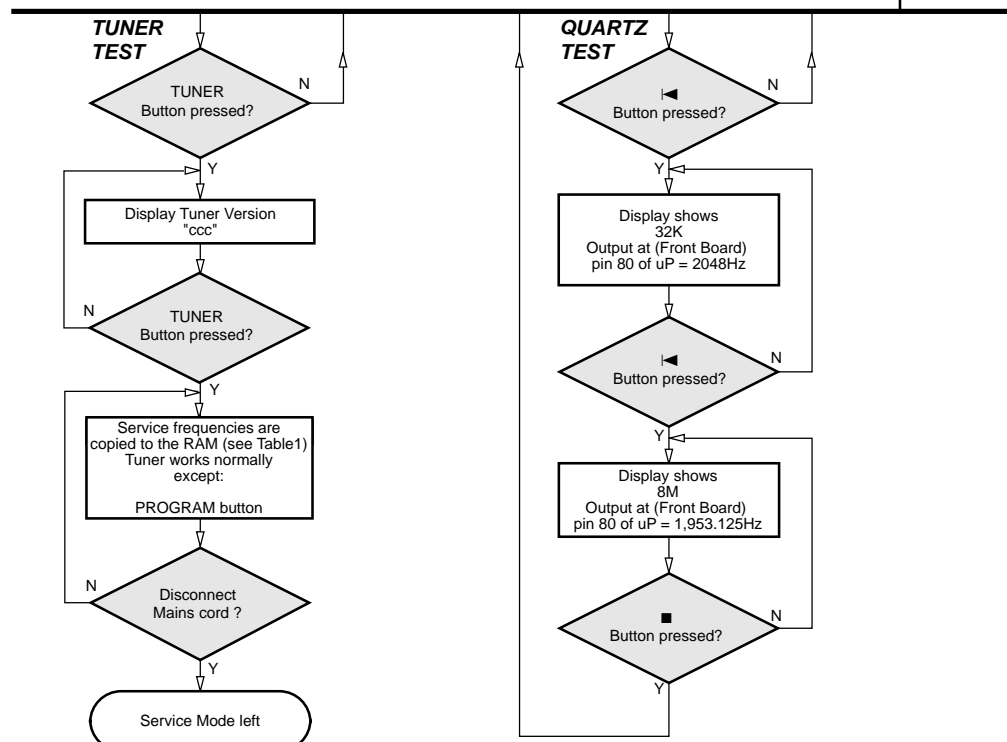 TUNER
TEST
TUNER
Button pressed?
N
Y
Display Tuner Version
"ccc"
TUNER
Button pressed?
N
Y
Service frequencies are
copied to the RAM (see Table1)
Tuner works normally
except:
PROGRAM button
Disconnect
Mains cord ?
N
Y
Service Mode left
QUARTZ
TEST
Button pressed?
N
Y
Display shows
32K
Output at (Front Board)
pin 80 of uP = 2048Hz
Button pressed?
N
Y
Display shows
8M
Output at (Front Board)
pin 80 of uP = 1,953.125Hz
■
Button pressed?
N
Y